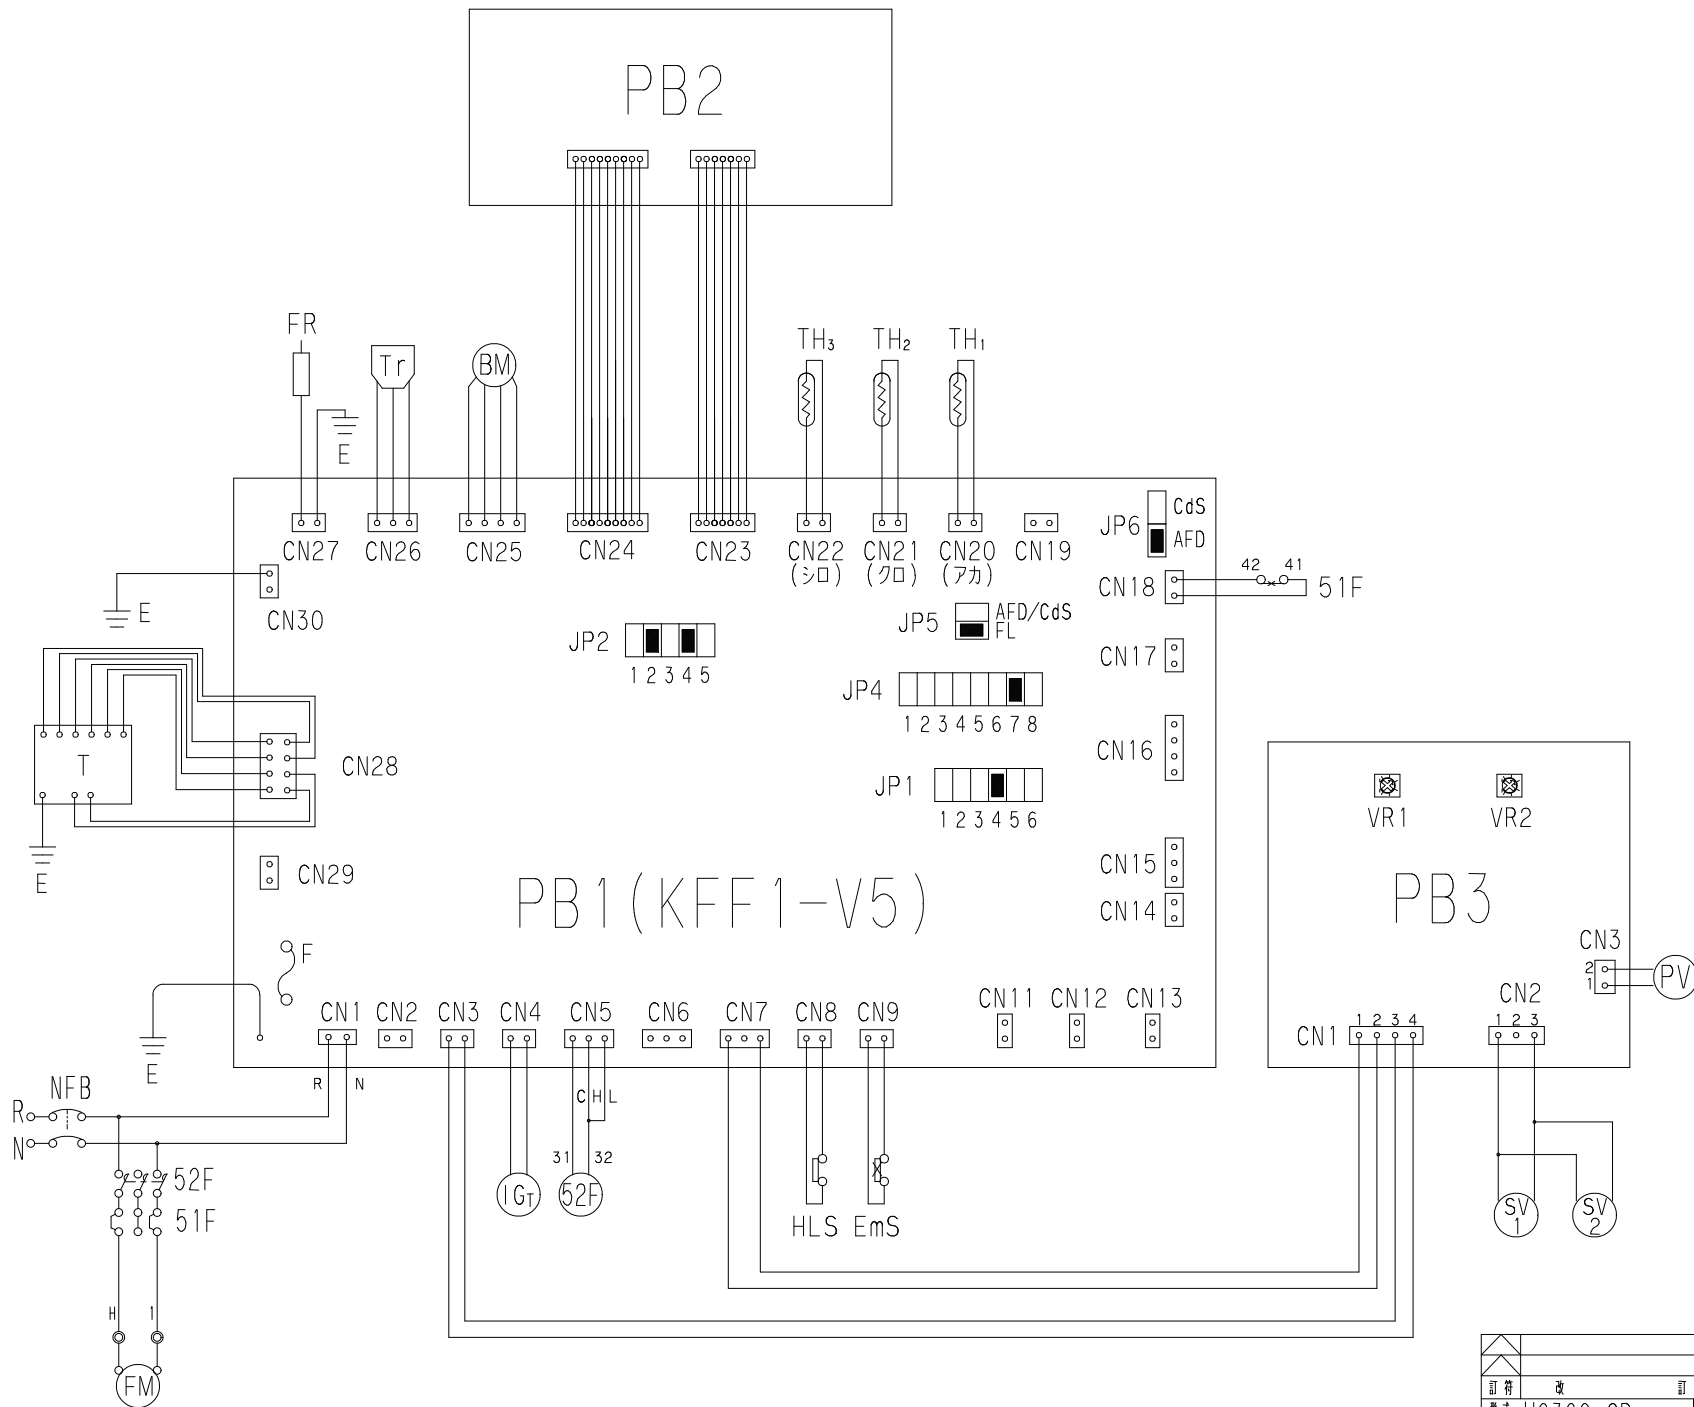 PB2
FR
Tr
BM
TH₃ TH₂ TH₁
E
CN27 CN26 CN25 CN24 CN23 CN22 CN21 CN20 CN19
(シロ) (クロ) (アカ)
JP6 CdS
AFD
CN18 42 41 51F
E
CN30
JP2
1 2 3 4 5
JP5 AFD/CdS
FL
CN17
JP4
1 2 3 4 5 6 7 8
T
CN28
CN16
JP1
1 2 3 4 5 6
VR1 VR2
E
CN29
CN15
CN14
PB1(KFF1-V5)
PB3
F
CN3
2
1
PV
CN1 CN2 CN3 CN4 CN5 CN6 CN7 CN8 CN9 CN11 CN12 CN13
CN2
CN1 1 2 3 4
1 2 3
E
R N
C H L
NFB
R
N
31 32
52F
51F
IGT
52F
HLS EmS
SV
1
SV
2
H 1
FM
訂符 改 訂